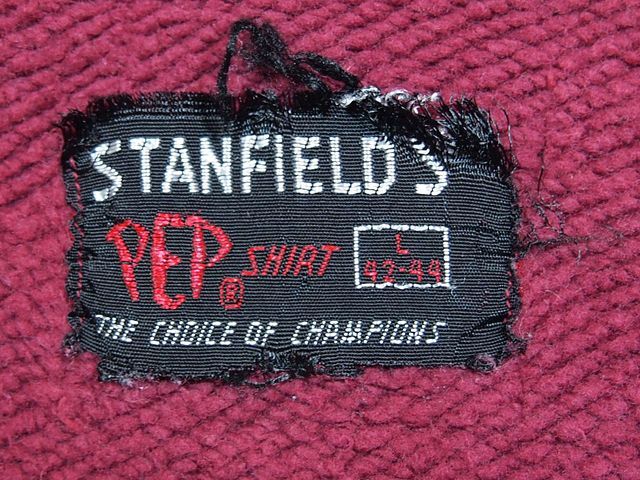 STANFIELD'S
PEP® SHIRT
L
42-44
THE CHOICE OF CHAMPIONS